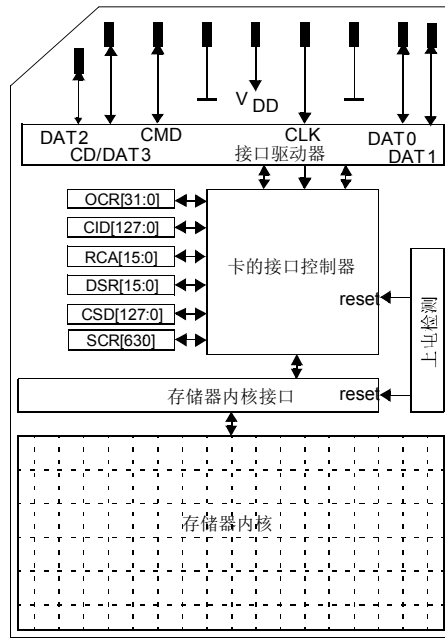 V DD
DAT2
CMD
CLK
DAT0
CD/DAT3
接口驱动器
DAT1
OCR[31:0]
CID[127:0]
RCA[15:0]
DSR[15:0]
CSD[127:0]
SCR[630]
卡的接口控制器
reset
上电检测
存储器内核接口
reset
存储器内核